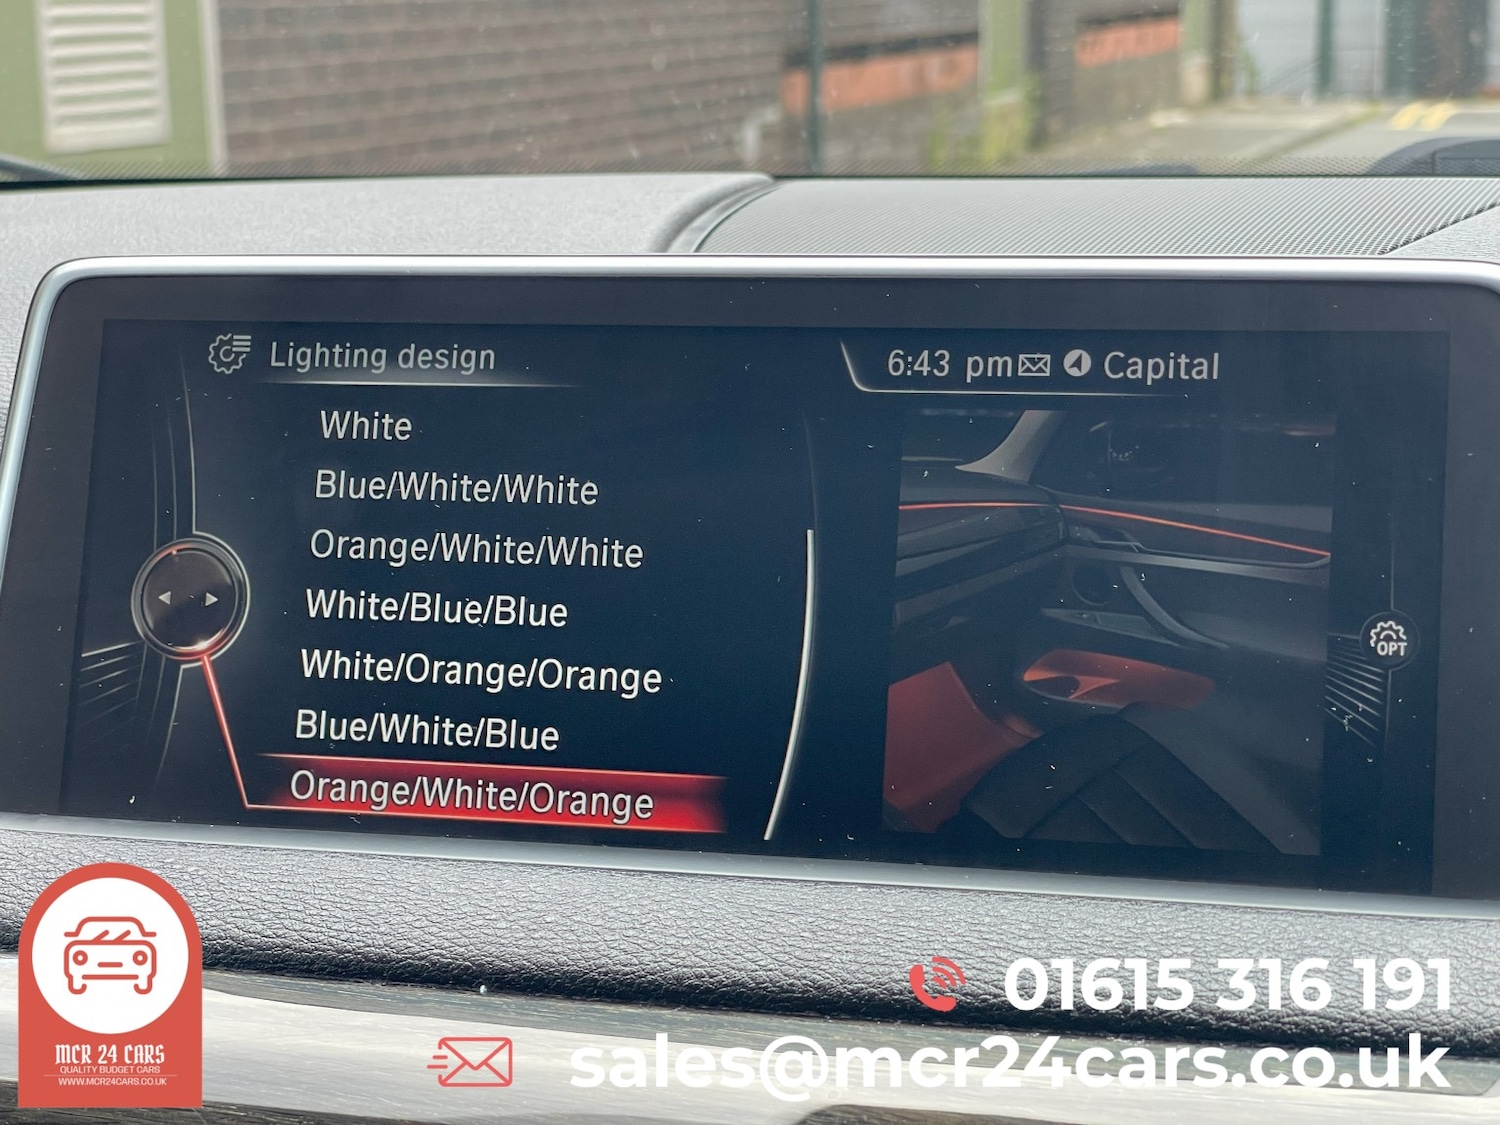 Lighting design
6:43 pm Capital
White
Blue/White/White
Orange/White/White
White/Blue/Blue
White/Orange/Orange
Blue/White/Blue
Orange/White/Orange
OPT
MCR 24 CARS
QUALITY BUDGET CARS
WWW.MCR24CARS.CO.UK
01615 316 191
sales@mcr24cars.co.uk